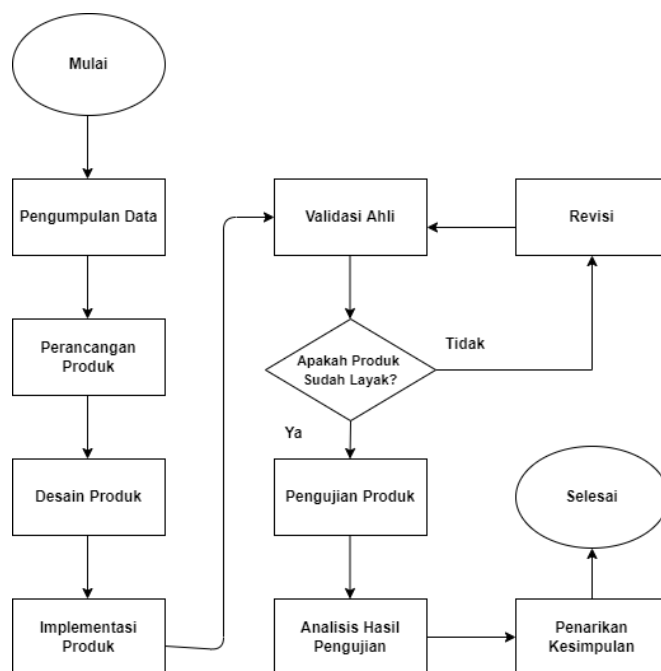 Mulai
Pengumpulan Data
Perancangan
Produk
Desain Produk
Implementasi
Produk
Validasi Ahli
Revisi
Apakah Produk
Sudah Layak?
Tidak
Ya
Pengujian Produk
Analisis Hasil
Pengujian
Penarikan
Kesimpulan
Selesai